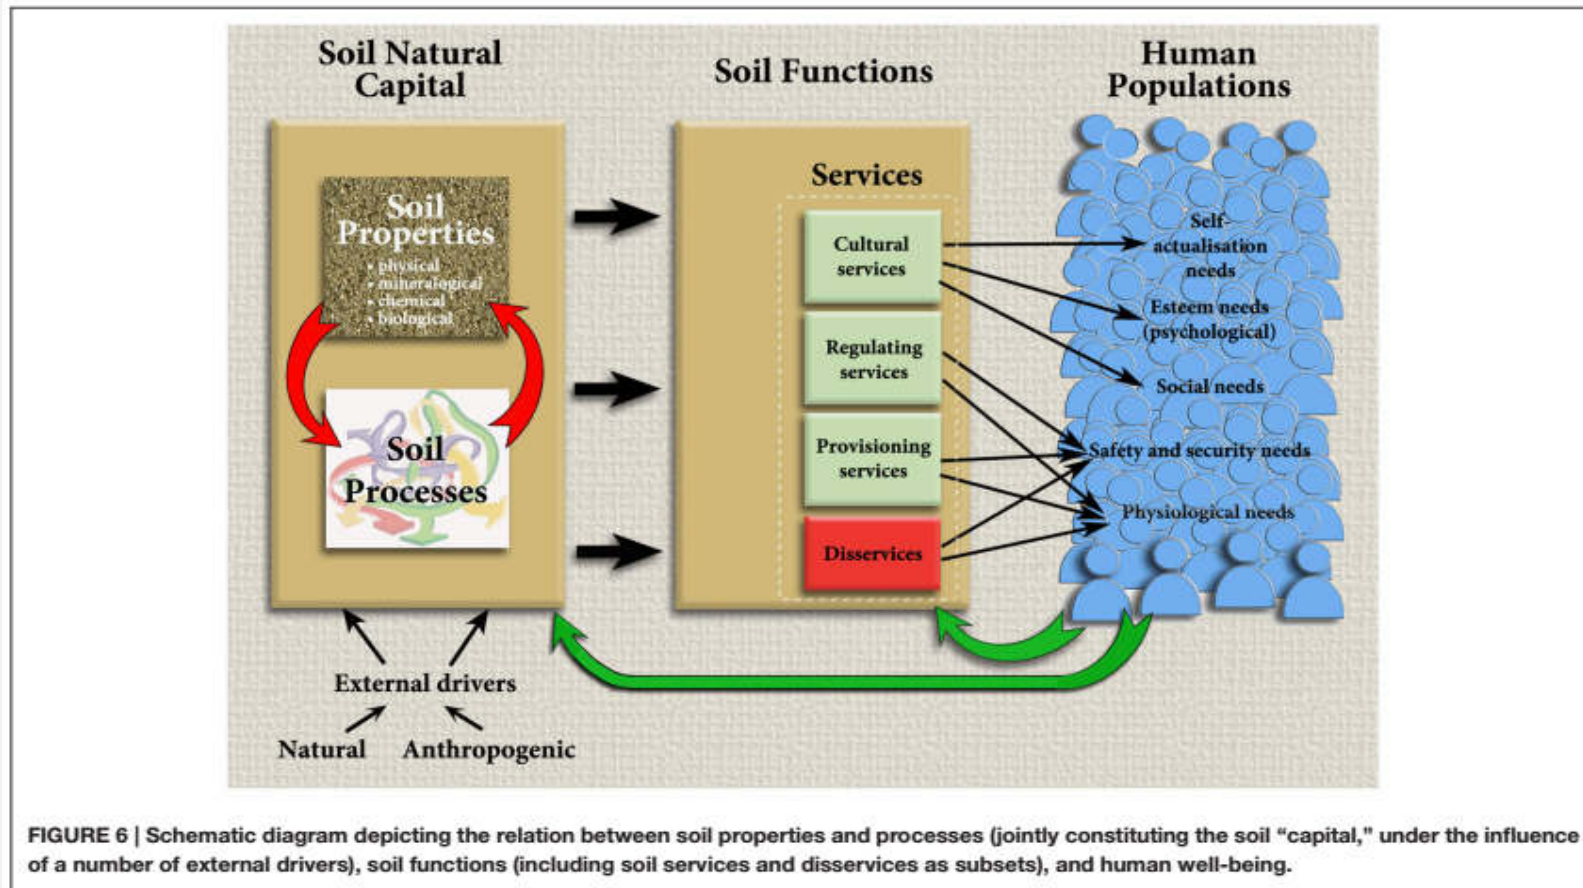 Soil Natural
Capital
Soil Functions
Human
Populations
Soil
Properties
• physical
• mineralogical
• chemical
• biological
Soil
Processes
Services
Cultural
services
Regulating
services
Provisioning
services
Disservices
Self-
actualisation
needs
Esteem needs
(psychological)
Social needs
Safety and security needs
Physiological needs
External drivers
Natural
Anthropogenic
FIGURE 6 | Schematic diagram depicting the relation between soil properties and processes (jointly constituting the soil “capital,” under the influence
of a number of external drivers), soil functions (including soil services and disservices as subsets), and human well-being.